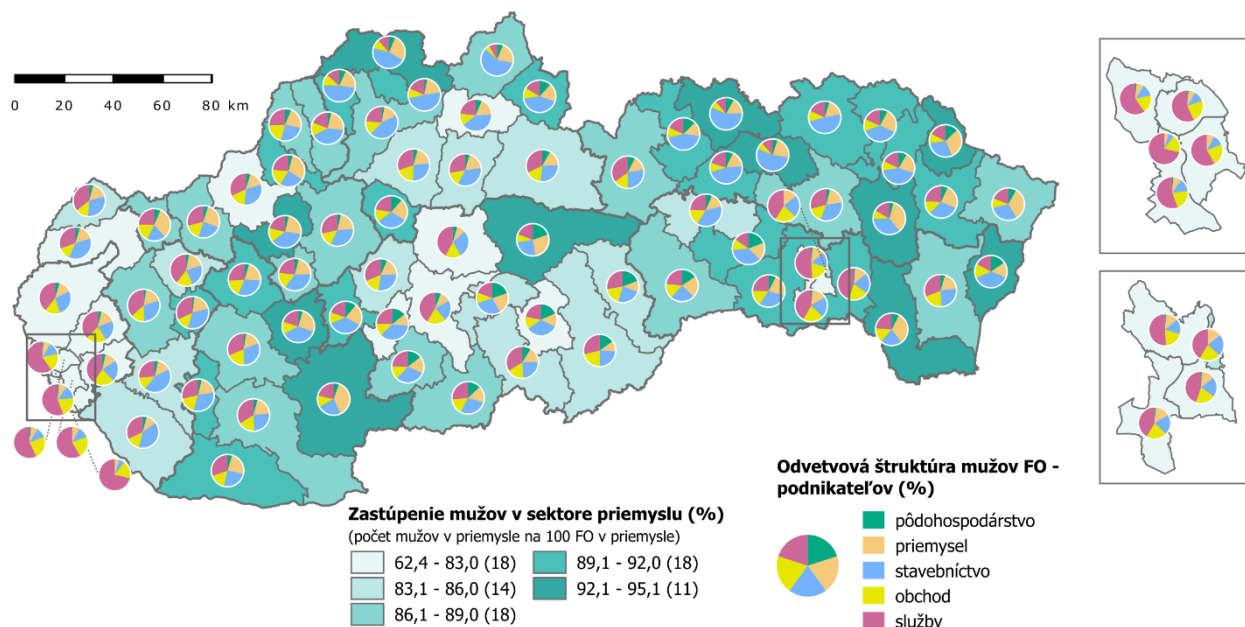 0 20 40 60 80 km
Zastúpenie mužov v sektore priemyslu (%)
(počet mužov v priemysle na 100 FO v priemysle)
62,4 - 83,0 (18)
83,1 - 86,0 (14)
86,1 - 89,0 (18)
89,1 - 92,0 (18)
92,1 - 95,1 (11)
Odvetvová štruktúra mužov FO -
podnikateľov (%)
pôdohospodárstvo
priemysel
stavebníctvo
obchod
služby